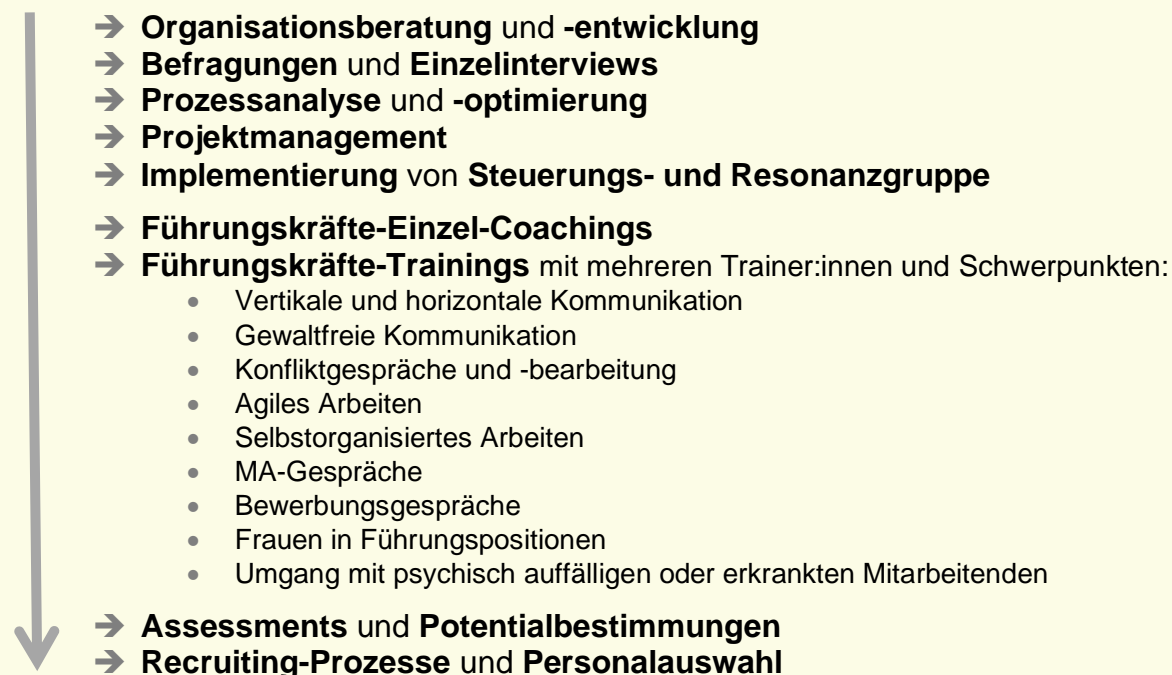 ➔ Organisationsberatung und -entwicklung
➔ Befragungen und Einzelinterviews
➔ Prozessanalyse und -optimierung
➔ Projektmanagement
➔ Implementierung von Steuerungs- und Resonanzgruppe
➔ Führungskräfte-Einzel-Coachings
➔ Führungskräfte-Trainings mit mehreren Trainer:innen und Schwerpunkten:
• Vertikale und horizontale Kommunikation
• Gewaltfreie Kommunikation
• Konfliktgespräche und -bearbeitung
• Agiles Arbeiten
• Selbstorganisiertes Arbeiten
• MA-Gespräche
• Bewerbungsgespräche
• Frauen in Führungspositionen
• Umgang mit psychisch auffälligen oder erkrankten Mitarbeitenden
➔ Assessments und Potentialbestimmungen
➔ Recruiting-Prozesse und Personalauswahl